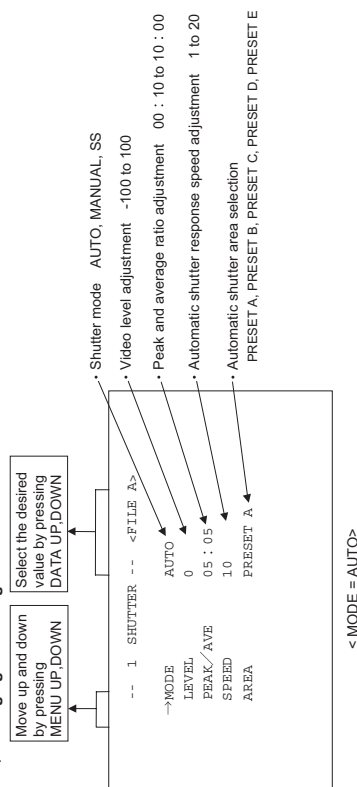 Move up and down
by pressing
MENU UP,DOWN
Select the desired
value by pressing
DATA UP,DOWN
-- 1 SHUTTER -- <FILE A>
→MODE AUTO
LEVEL 0
PEAK/AVE 05 : 05
SPEED 10
AREA PRESET A
・Shutter mode AUTO, MANUAL, SS
・Video level adjustment -100 to 100
・Peak and average ratio adjustment 00 : 10 to 10 : 00
・Automatic shutter response speed adjustment 1 to 20
・Automatic shutter area selection
PRESET A, PRESET B, PRESET C, PRESET D, PRESET E
< MODE = AUTO>